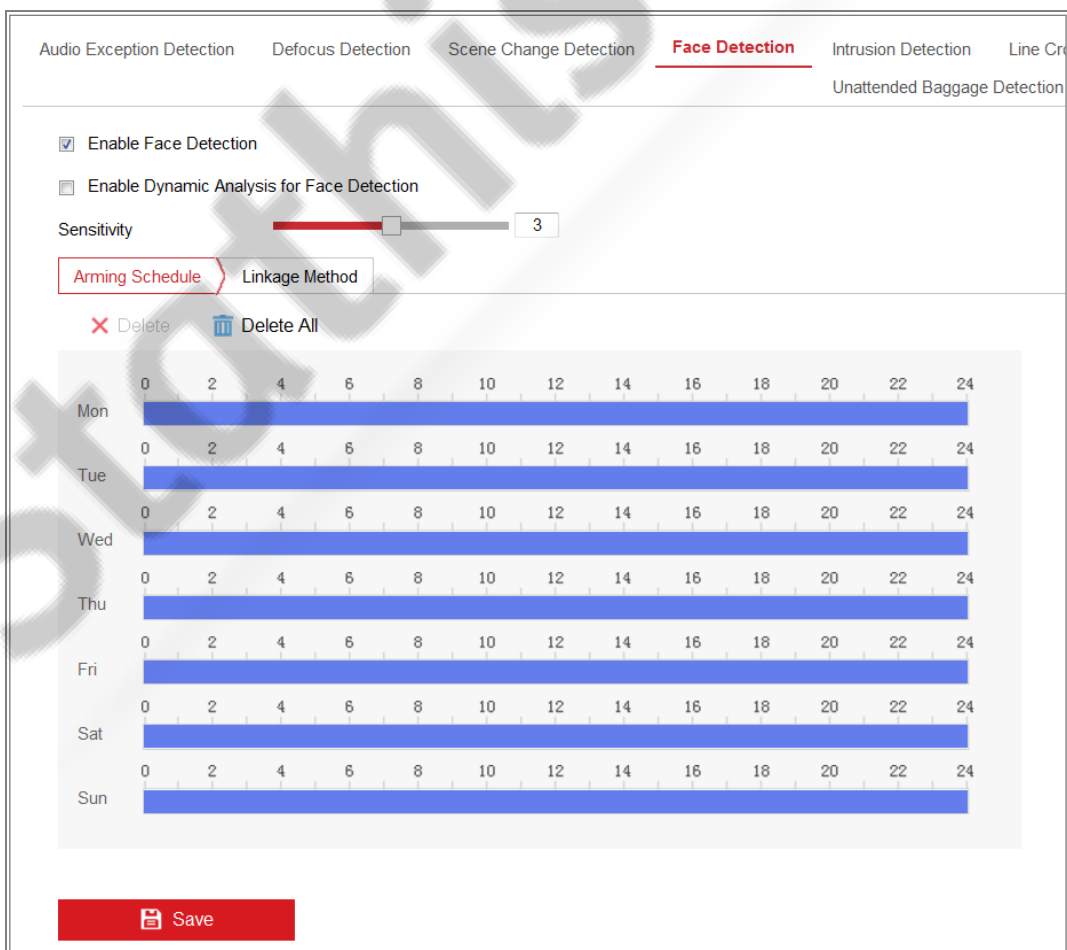 Audio Exception Detection Defocus Detection Scene Change Detection Face Detection Intrusion Detection Line Cro
Unattended Baggage Detection
Enable Face Detection
Enable Dynamic Analysis for Face Detection
Sensitivity 3
Arming Schedule Linkage Method
Delete Delete All
0 2 4 6 8 10 12 14 16 18 20 22 24
Mon
0 2 4 6 8 10 12 14 16 18 20 22 24
Tue
0 2 4 6 8 10 12 14 16 18 20 22 24
Wed
0 2 4 6 8 10 12 14 16 18 20 22 24
Thu
0 2 4 6 8 10 12 14 16 18 20 22 24
Fri
0 2 4 6 8 10 12 14 16 18 20 22 24
Sat
0 2 4 6 8 10 12 14 16 18 20 22 24
Sun
Save